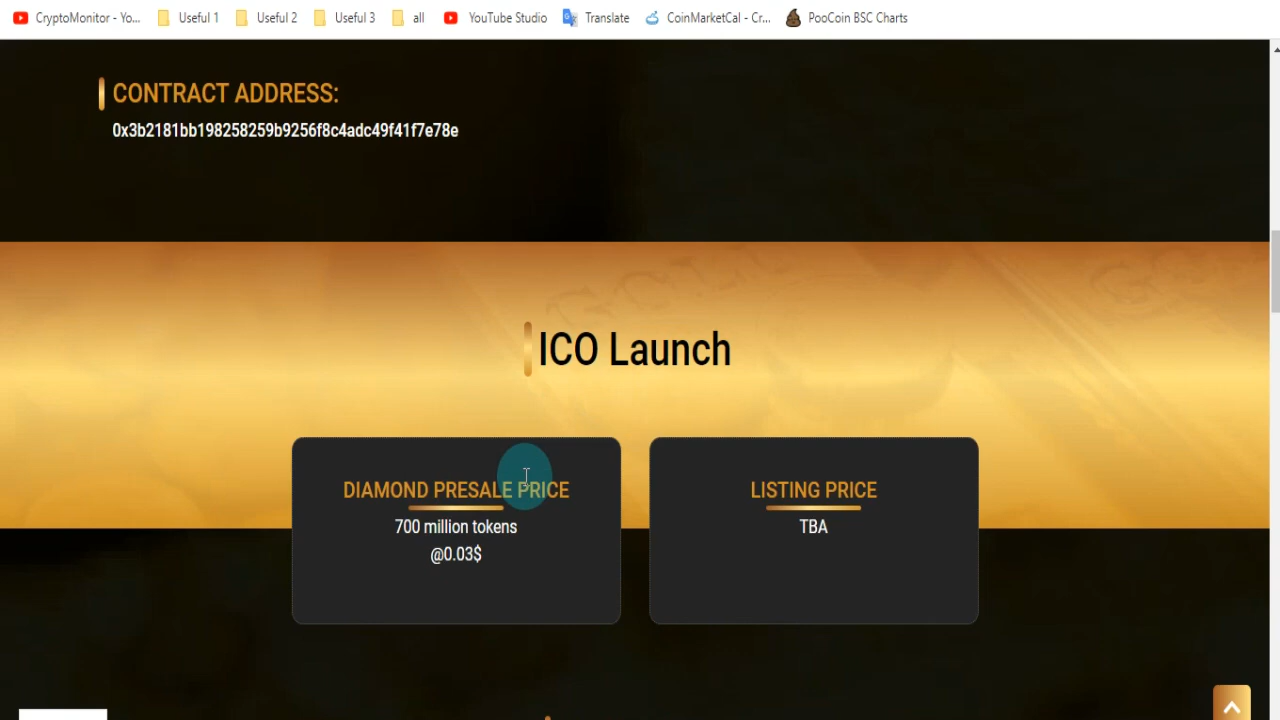 CryptoMonitor - Yo... Useful 1 Useful 2 Useful 3 all YouTube Studio Translate CoinMarketCal - Cr... PooCoin BSC Charts
CONTRACT ADDRESS:
0x3b2181bb198258259b9256f8c4adc49f41f7e78e
ICO Launch
DIAMOND PRESALE PRICE
700 million tokens
@0.03$
LISTING PRICE
TBA